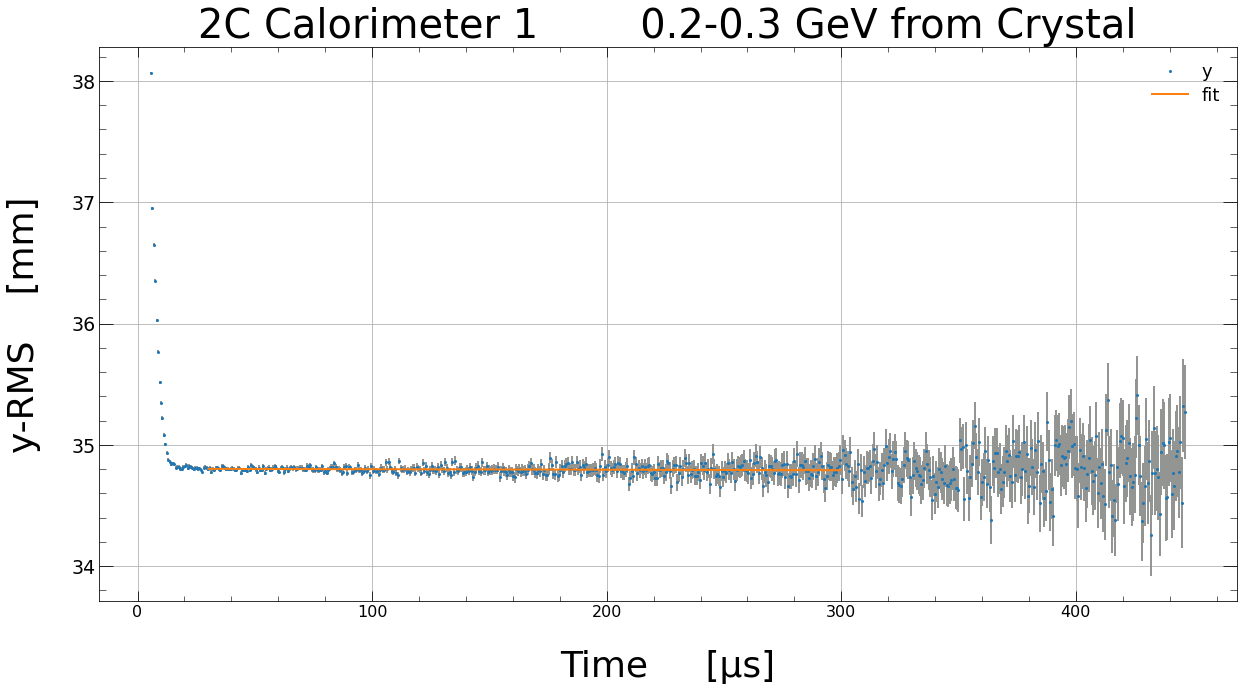 2C Calorimeter 1 0.2-0.3 GeV from Crystal
y
fit
y-RMS [mm]
38
37
36
35
34
0 100 200 300 400
Time [μs]